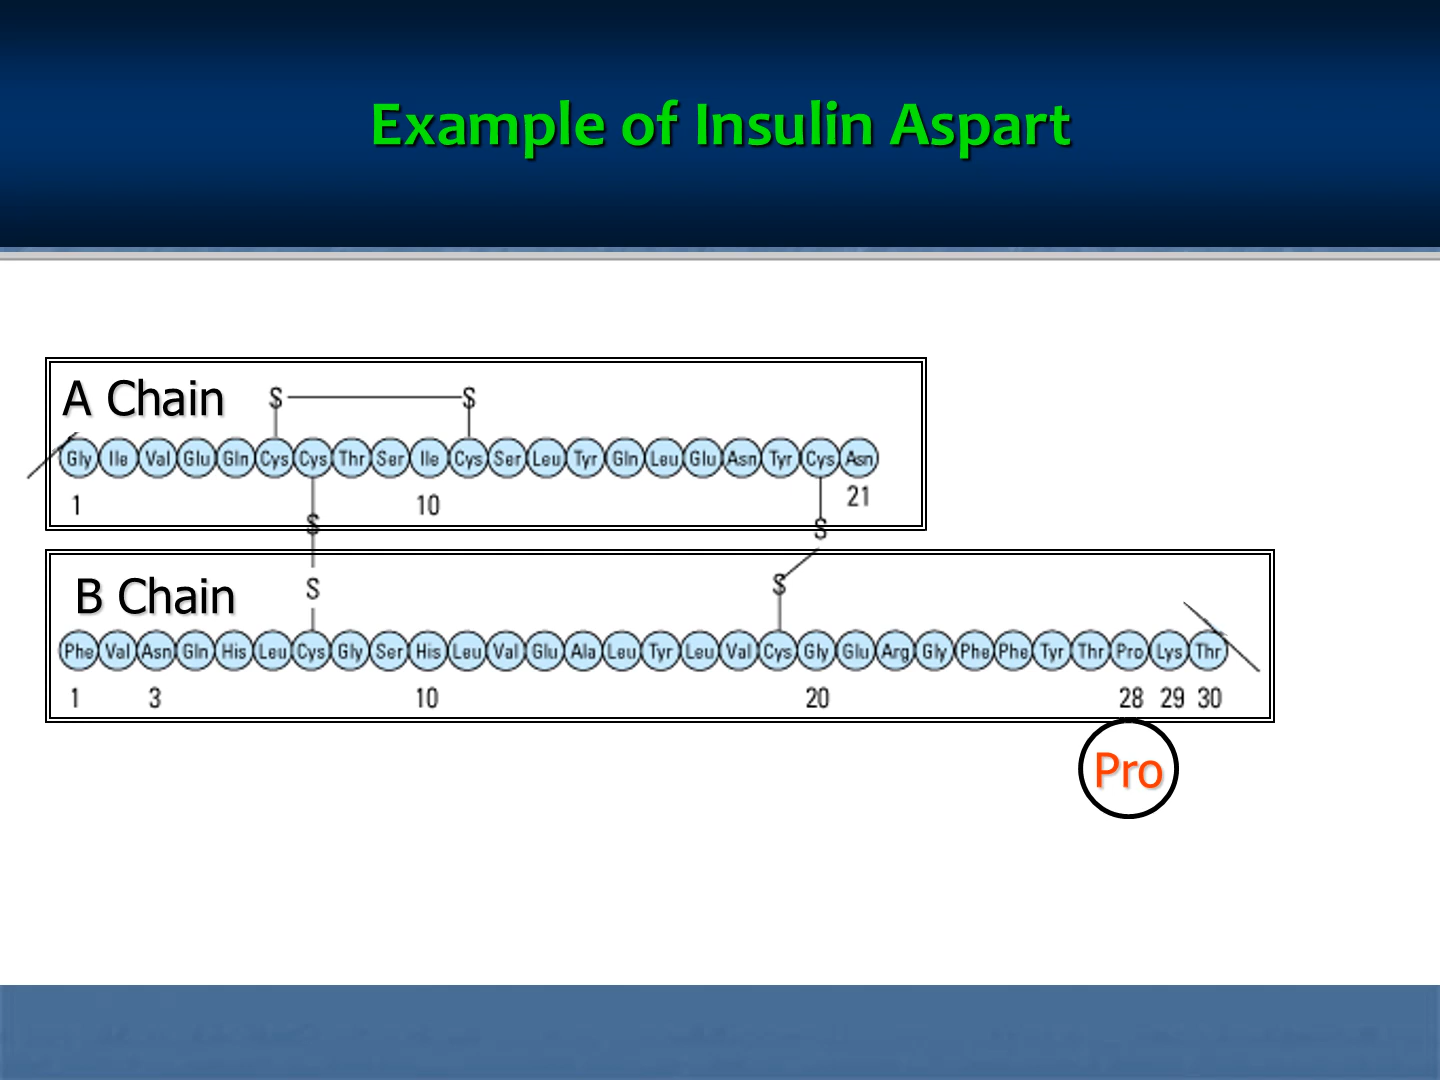 Example of Insulin Aspart
A Chain
S S
Gly Ile Val Glu Gln Cys Cys Thr Ser Ile Cys Ser Leu Tyr Gln Leu Glu Asn Tyr Cys Asn
1 10 21
S S
B Chain
S S
Phe Val Asn Gln His Leu Cys Gly Ser His Leu Val Glu Ala Leu Tyr Leu Val Cys Gly Glu Arg Gly Phe Phe Tyr Thr Pro Lys Thr
1 3 10 20 28 29 30
Pro